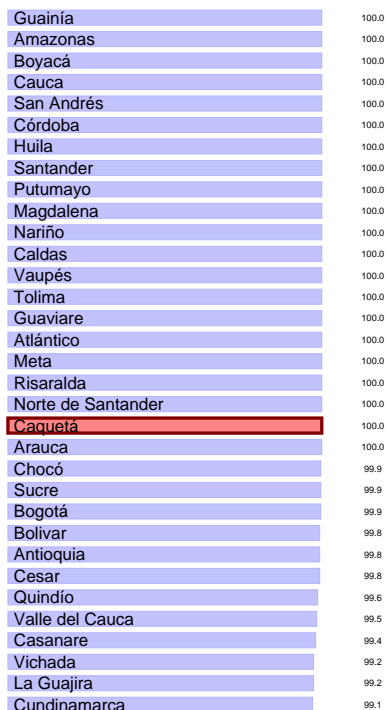 Guainía 100.0
Amazonas 100.0
Boyacá 100.0
Cauca 100.0
San Andrés 100.0
Córdoba 100.0
Huila 100.0
Santander 100.0
Putumayo 100.0
Magdalena 100.0
Nariño 100.0
Caldas 100.0
Vaupés 100.0
Tolima 100.0
Guaviare 100.0
Atlántico 100.0
Meta 100.0
Risaralda 100.0
Norte de Santander 100.0
Caquetá 100.0
Arauca 100.0
Chocó 99.9
Sucre 99.9
Bogotá 99.9
Bolivar 99.8
Antioquia 99.8
Cesar 99.8
Quindío 99.6
Valle del Cauca 99.5
Casanare 99.4
Vichada 99.2
La Guajira 99.2
Cundinamarca 99.1